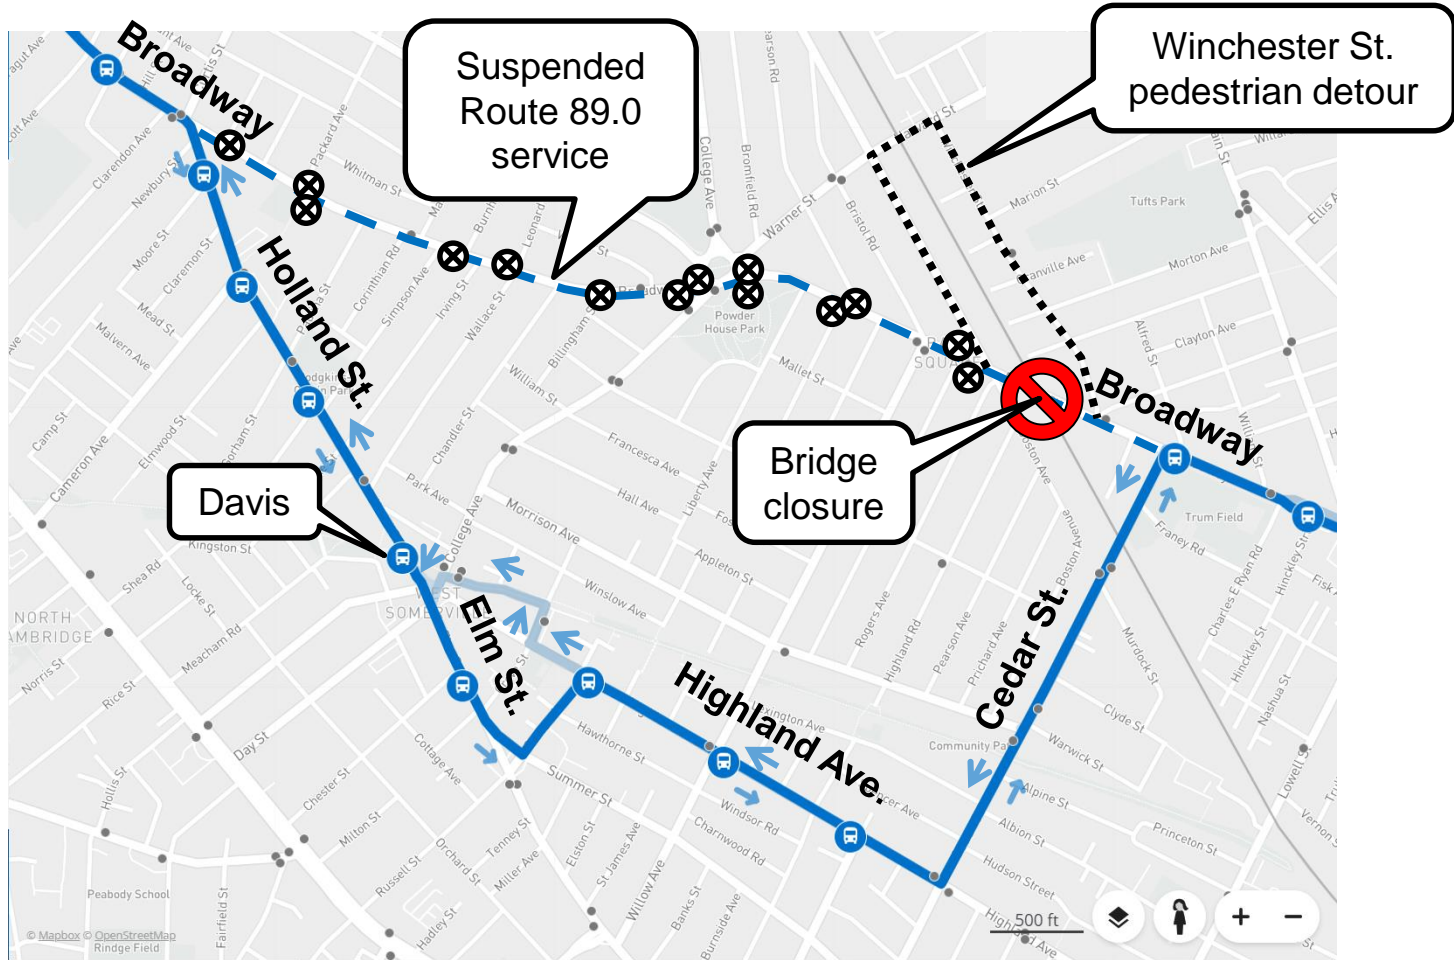 Broadway
Suspended
Route 89.0
service
Winchester St.
pedestrian detour
Packard Ave
Whitman St
College Ave
Bromfield Rd
Warner St
Bristol Rd
Marion St
Tufts Park
Morton Ave
Clarendon Ave
Newbury St
Moore St
Claremon St
Mead St
Malvern Ave
Holland St.
Corinthian Rd
Simpson Ave
Irving St
Wallace St
Billingham St
Powder
House Park
Mallet St
Alfred St
Clayton Ave
Broadway
Bridge
closure
Davis
William St
Chandler St
Park Ave
College Ave
Francesca Ave
Hall Ave
Liberty Ave
Morrison Ave
Appleton St
Winslow Ave
Camp St
Cameron Ave
Elmwood St
Kingston St
Shea Rd
Locke St
Meacham Rd
NORTH
Norris St
Rice St
WEST
Elm St.
Highland Ave.
Cedar St.
Trum Field
Faney Rd
Charles E Ryan Rd
Hinckley St
Hinckley St
Nashua St
Murdock St
Boston Avenue
Rogers Ave
Highland Rd
Pearson Ave
Prichard Ave
Clyde St
Warwick St
Alpine St
Albion St
Princeton St
Hudson Street
Lowell St
Vernon S
Hawthorne St
Summer St
Cottage Ave
Day St
Hollis St
Chester St
Milton St
Russell St
Orchard St
Tenney St
Miller Ave
Elston St
St James Ave
Willow Ave
Windsor Rd
Charnwood Rd
Banks St
Burnside Ave
Hadley St
Fairfield St
Peabody School
© Mapbox © OpenStreetMap
Rindge Field
500 ft
Highland Ave